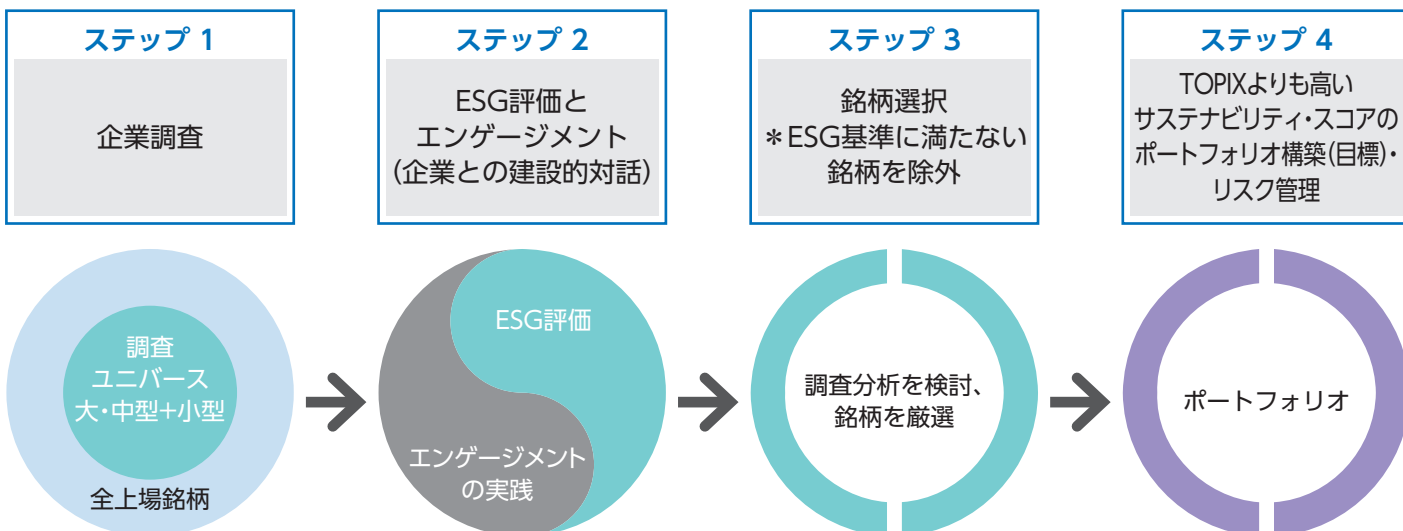 ステップ 1
企業調査
ステップ 2
ESG評価と
エンゲージメント
(企業との建設的対話)
ステップ 3
銘柄選択
＊ESG基準に満たない
銘柄を除外
ステップ 4
TOPIXよりも高い
サステナビリティ・スコアの
ポートフォリオ構築(目標)・
リスク管理
調査
ユニバース
大・中型+小型
全上場銘柄
ESG評価
エンゲージメント
の実践
調査分析を検討、
銘柄を厳選
ポートフォリオ